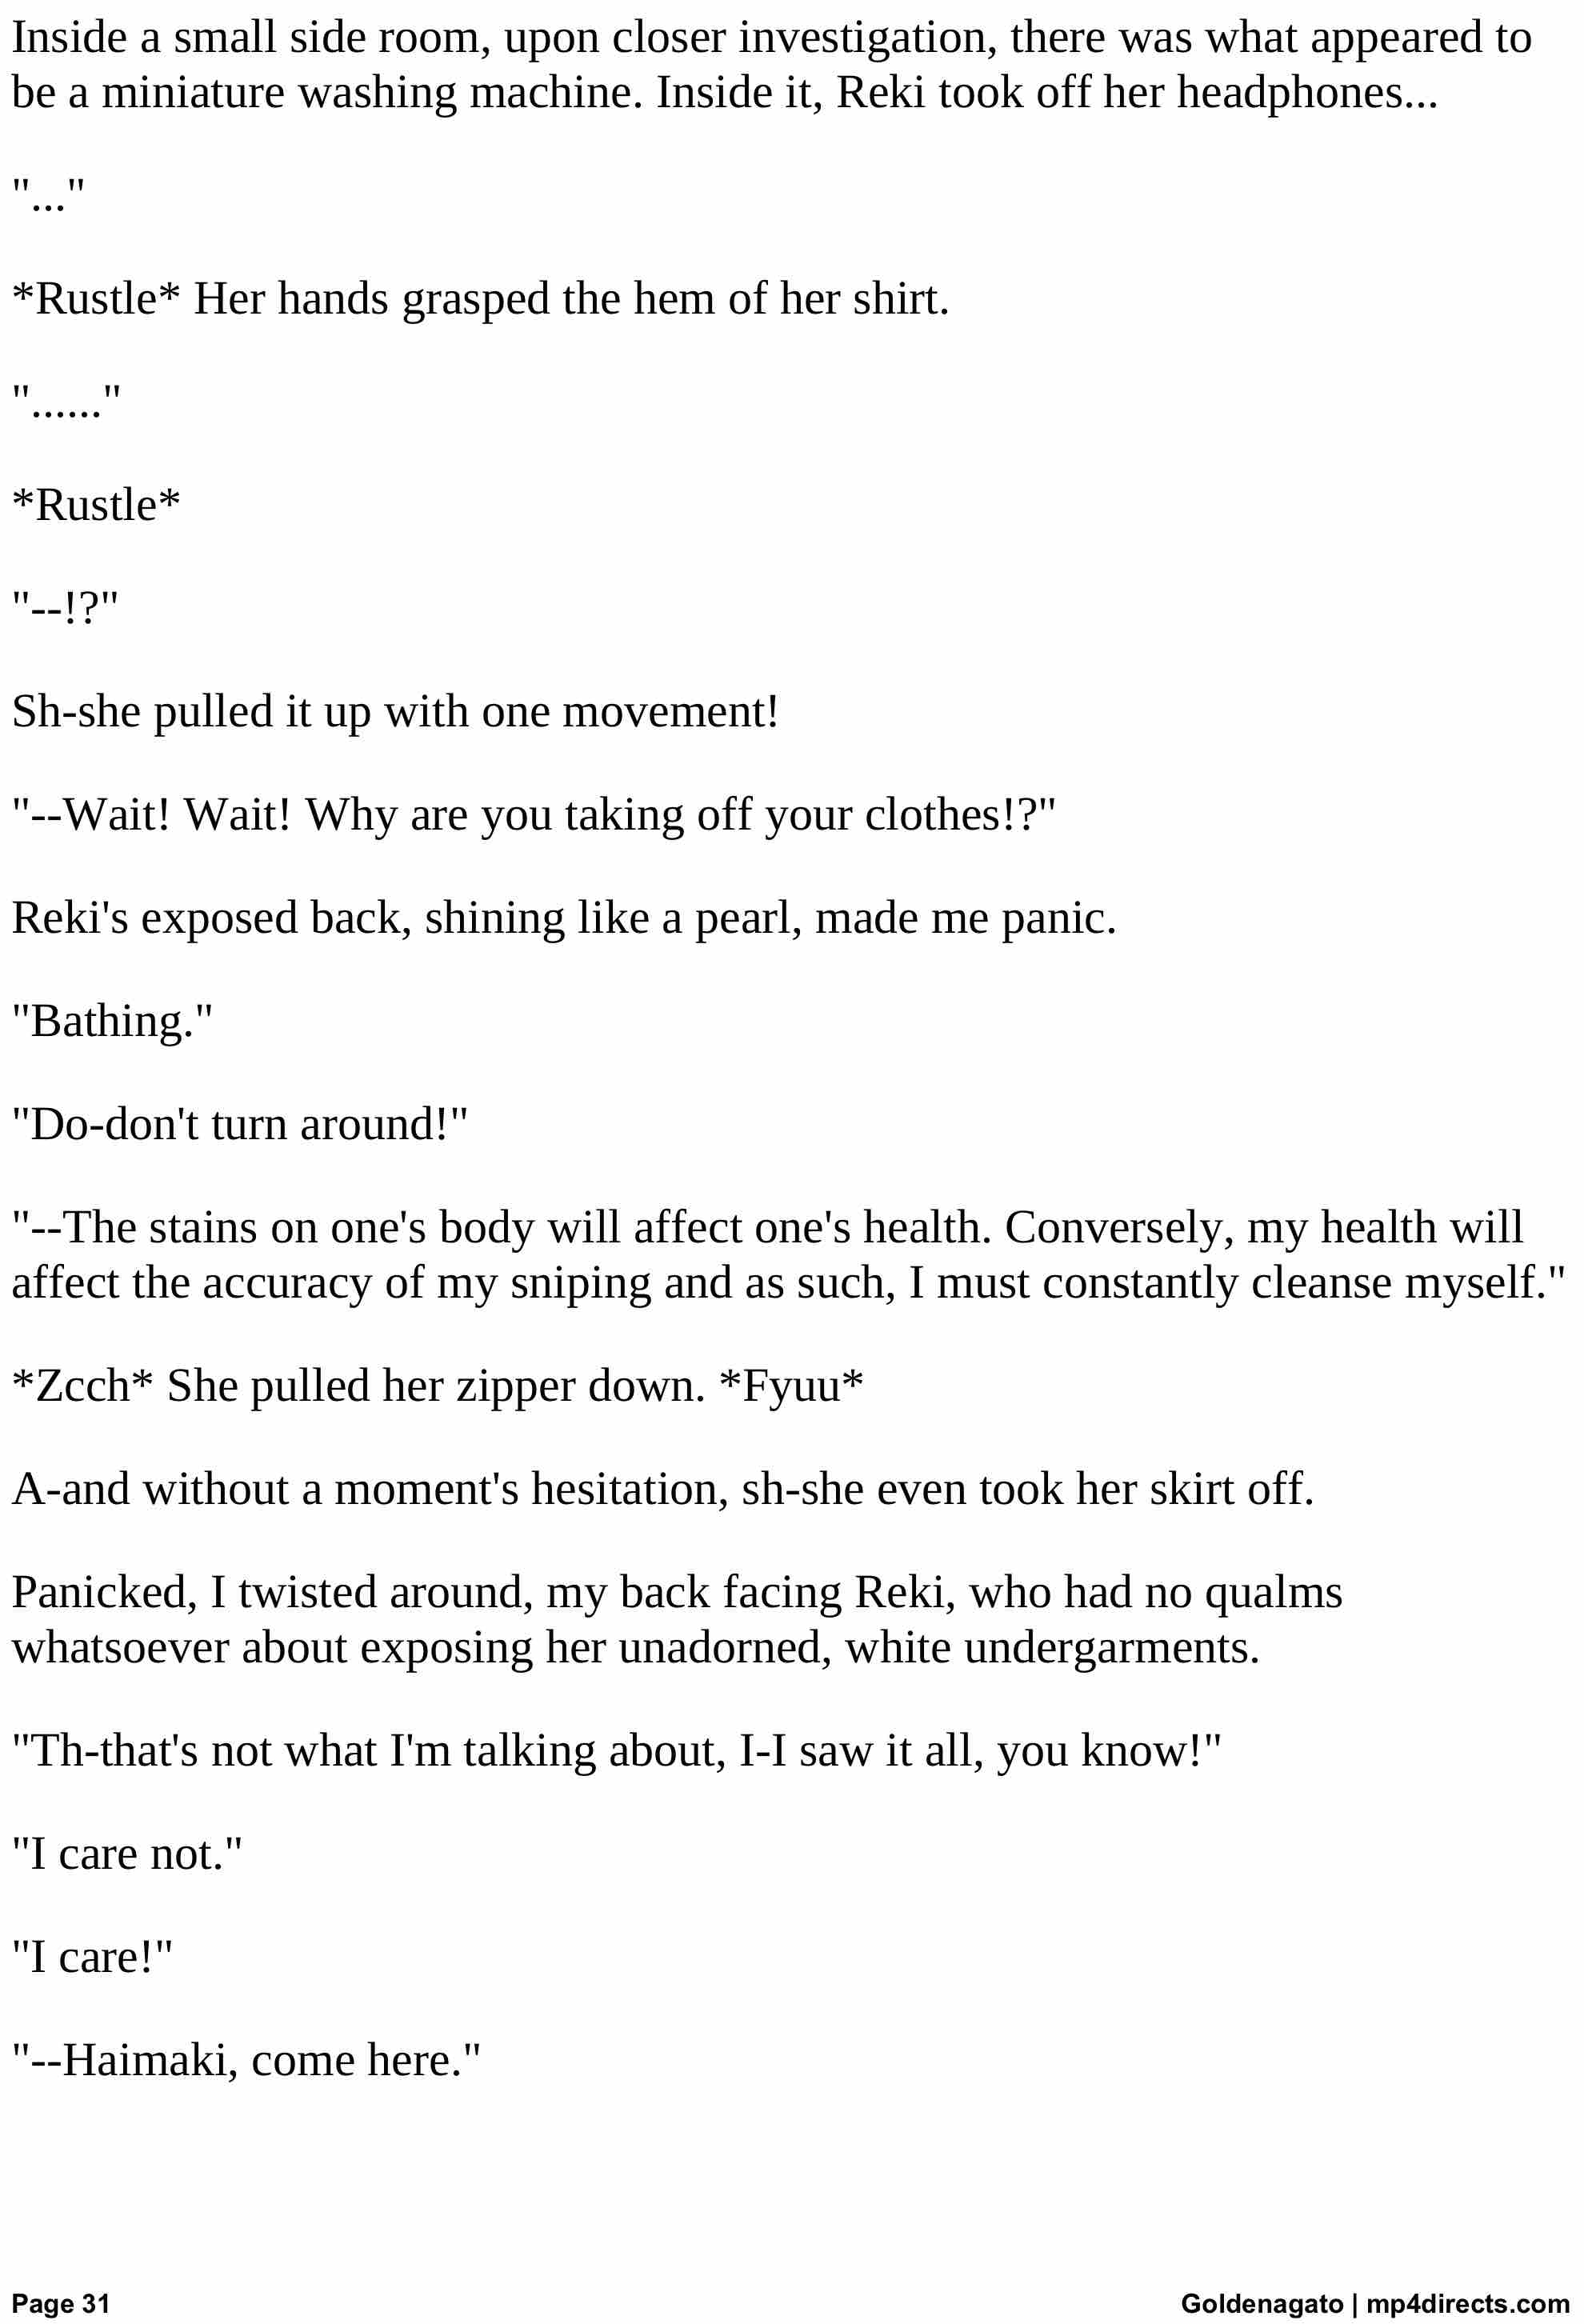 Inside a small side room, upon closer investigation, there was what appeared to
be a miniature washing machine. Inside it, Reki took off her headphones...
"..."
*Rustle* Her hands grasped the hem of her shirt.
"......"
*Rustle*
"--!?"
Sh-she pulled it up with one movement!
"--Wait! Wait! Why are you taking off your clothes!?"
Reki's exposed back, shining like a pearl, made me panic.
"Bathing."
"Do-don't turn around!"
"--The stains on one's body will affect one's health. Conversely, my health will
affect the accuracy of my sniping and as such, I must constantly cleanse myself."
*Zcch* She pulled her zipper down. *Fyuu*
A-and without a moment's hesitation, sh-she even took her skirt off.
Panicked, I twisted around, my back facing Reki, who had no qualms
whatsoever about exposing her unadorned, white undergarments.
"Th-that's not what I'm talking about, I-I saw it all, you know!"
"I care not."
"I care!"
"--Haimaki, come here."
Page 31
Goldenagato | mp4directs.com